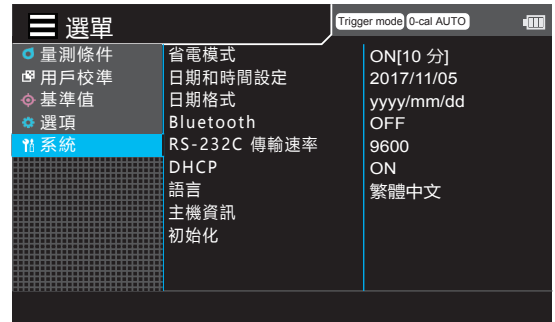 選單
Trigger mode 0-cal AUTO
量測條件
用戶校準
基準值
選項
系統
省電模式 ON[10 分]
日期和時間設定 2017/11/05
日期格式 yyyy/mm/dd
Bluetooth OFF
RS-232C 傳輸速率 9600
DHCP ON
語言 繁體中文
主機資訊
初始化